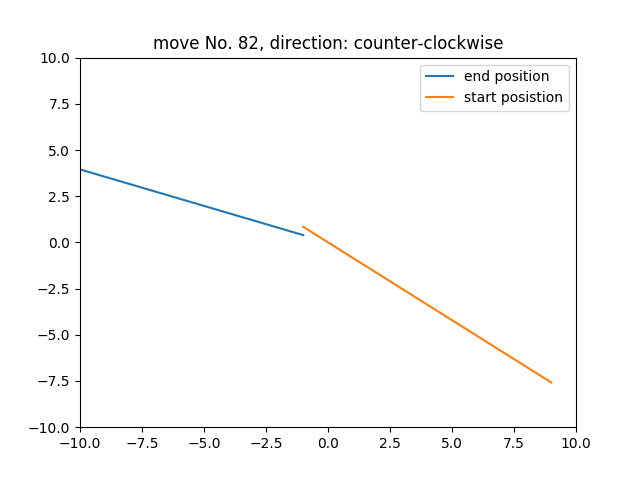 move No. 82, direction: counter-clockwise
end position
start posistion
10.0
7.5
5.0
2.5
0.0
−2.5
−5.0
−7.5
−10.0
−10.0 −7.5 −5.0 −2.5 0.0 2.5 5.0 7.5 10.0